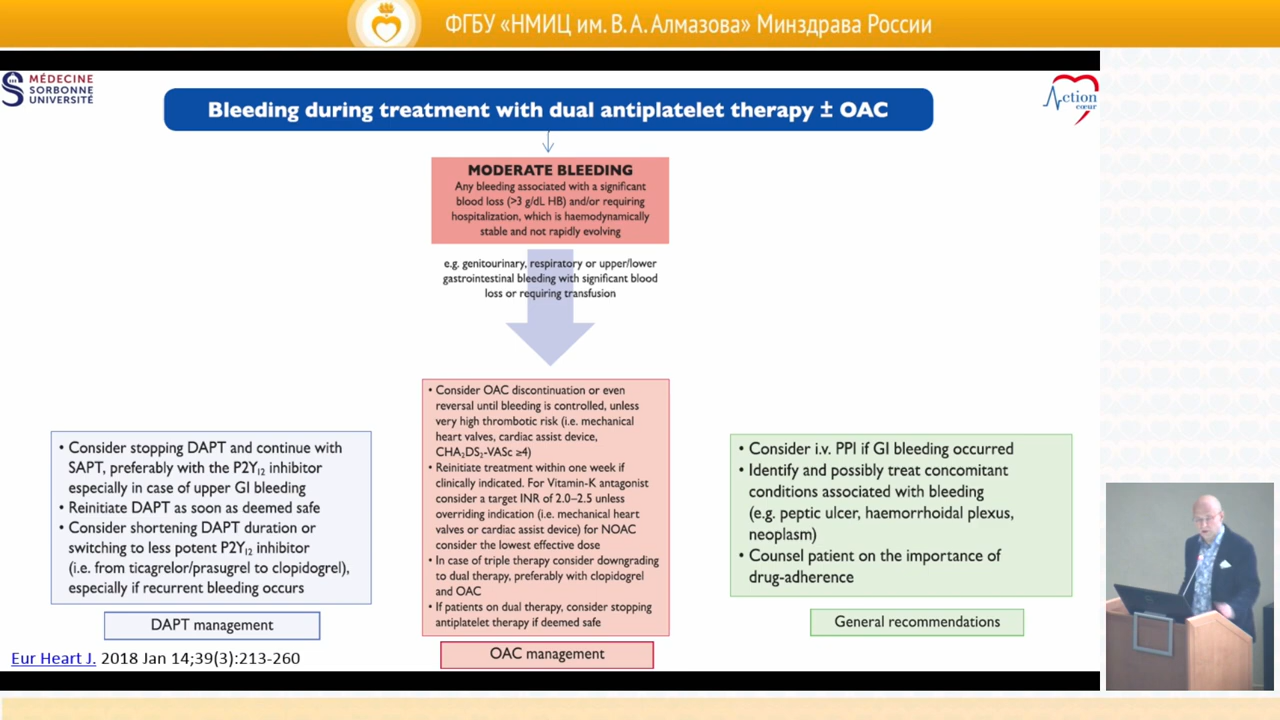 ФГБУ «НМИЦ им. В. А. Алмазова» Минздрава России
MÉDECINE
SORBONNE
UNIVERSITÉ
Bleeding during treatment with dual antiplatelet therapy ± OAC
Action
cœur
MODERATE BLEEDING
Any bleeding associated with a significant
blood loss (>3 g/dL HB) and/or requiring
hospitalization, which is haemodynamically
stable and not rapidly evolving
e.g. genitourinary, respiratory or upper/lower
gastrointestinal bleeding with significant blood
loss or requiring transfusion
• Consider stopping DAPT and continue with
SAPT, preferably with the P2Y₁₂ inhibitor
especially in case of upper GI bleeding
• Reinitiate DAPT as soon as deemed safe
• Consider shortening DAPT duration or
switching to less potent P2Y₁₂ inhibitor
(i.e. from ticagrelor/prasugrel to clopidogrel),
especially if recurrent bleeding occurs
DAPT management
• Consider OAC discontinuation or even
reversal until bleeding is controlled, unless
very high thrombotic risk (i.e. mechanical
heart valves, cardiac assist device,
CHA₂DS₂-VASc ≥4)
• Reinitiate treatment within one week if
clinically indicated. For Vitamin-K antagonist
consider a target INR of 2.0–2.5 unless
overriding indication (i.e. mechanical heart
valves or cardiac assist device) for NOAC
consider the lowest effective dose
• In case of triple therapy consider downgrading
to dual therapy, preferably with clopidogrel
and OAC
• If patients on dual therapy, consider stopping
antiplatelet therapy if deemed safe
OAC management
• Consider i.v. PPI if GI bleeding occurred
• Identify and possibly treat concomitant
conditions associated with bleeding
(e.g. peptic ulcer, haemorrhoidal plexus,
neoplasm)
• Counsel patient on the importance of
drug-adherence
General recommendations
Eur Heart J. 2018 Jan 14;39(3):213-260